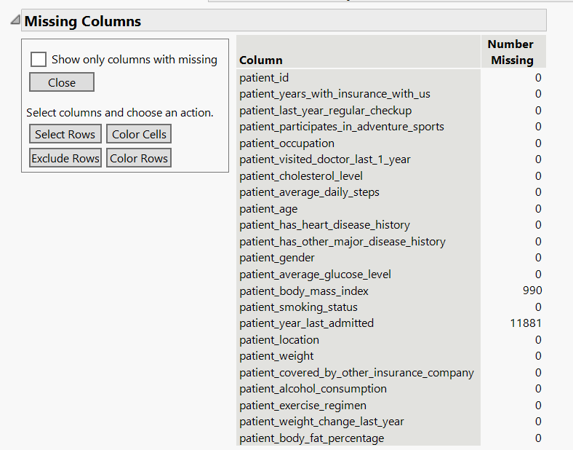 Missing Columns
Show only columns with missing
Close
Select columns and choose an action.
Select Rows Color Cells
Exclude Rows Color Rows
Column Number Missing
patient_id 0
patient_years_with_insurance_with_us 0
patient_last_year_regular_checkup 0
patient_participates_in_adventure_sports 0
patient_occupation 0
patient_visited_doctor_last_1_year 0
patient_cholesterol_level 0
patient_average_daily_steps 0
patient_age 0
patient_has_heart_disease_history 0
patient_has_other_major_disease_history 0
patient_gender 0
patient_average_glucose_level 0
patient_body_mass_index 990
patient_smoking_status 0
patient_year_last_admitted 11881
patient_location 0
patient_weight 0
patient_covered_by_other_insurance_company 0
patient_alcohol_consumption 0
patient_exercise_regimen 0
patient_weight_change_last_year 0
patient_body_fat_percentage 0